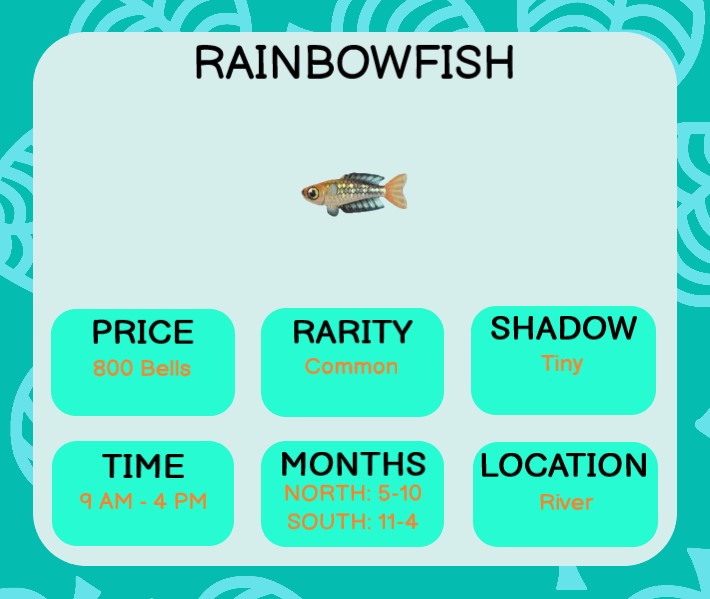 RAINBOWFISH
PRICE
800 Bells
RARITY
Common
SHADOW
Tiny
TIME
9 AM - 4 PM
MONTHS
NORTH: 5-10
SOUTH: 11-4
LOCATION
River